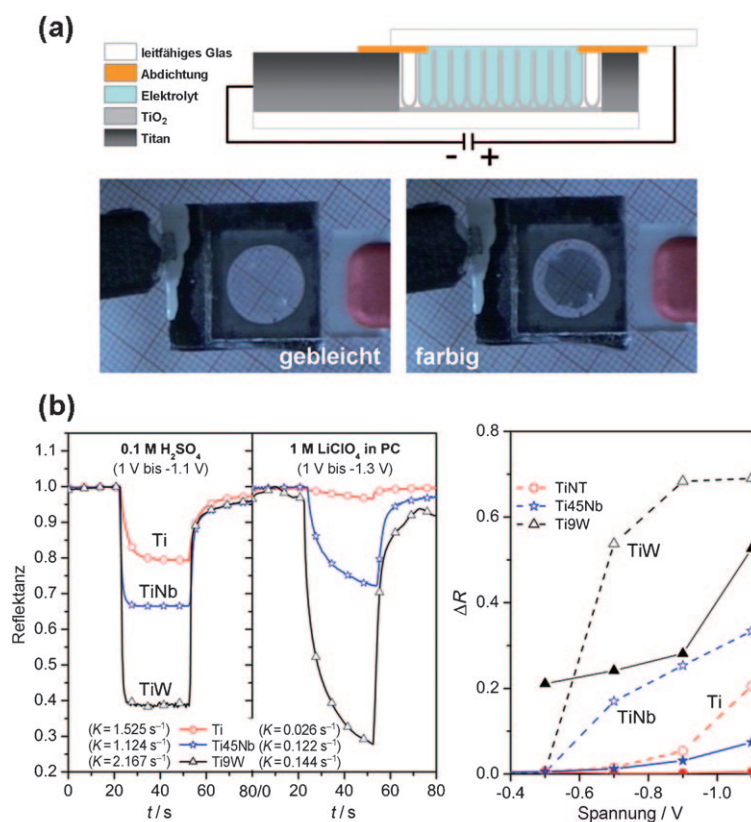 (a)
leitfähiges Glas
Abdichtung
Elektrolyt
TiO₂
Titan
- +
gebleicht
farbig
(b)
0.1 M H₂SO₄
(1 V bis -1.1 V)
1 M LiClO₄ in PC
(1 V bis -1.3 V)
1.1
1.0
0.9
0.8
0.7
0.6
0.5
0.4
0.3
0.2
Reflektanz
Ti
TiNb
TiW
(K = 1.525 s⁻¹) Ti (K = 0.026 s⁻¹)
(K = 1.124 s⁻¹) Ti45Nb (K = 0.122 s⁻¹)
(K = 2.167 s⁻¹) Ti9W (K = 0.144 s⁻¹)
0 20 40 60 80/0 20 40 60 80
t / s t / s
0.8
0.6
0.4
0.2
0.0
ΔR
TiNT
Ti45Nb
Ti9W
TiW
TiNb
Ti
-0.4 -0.6 -0.8 -1.0
Spannung / V